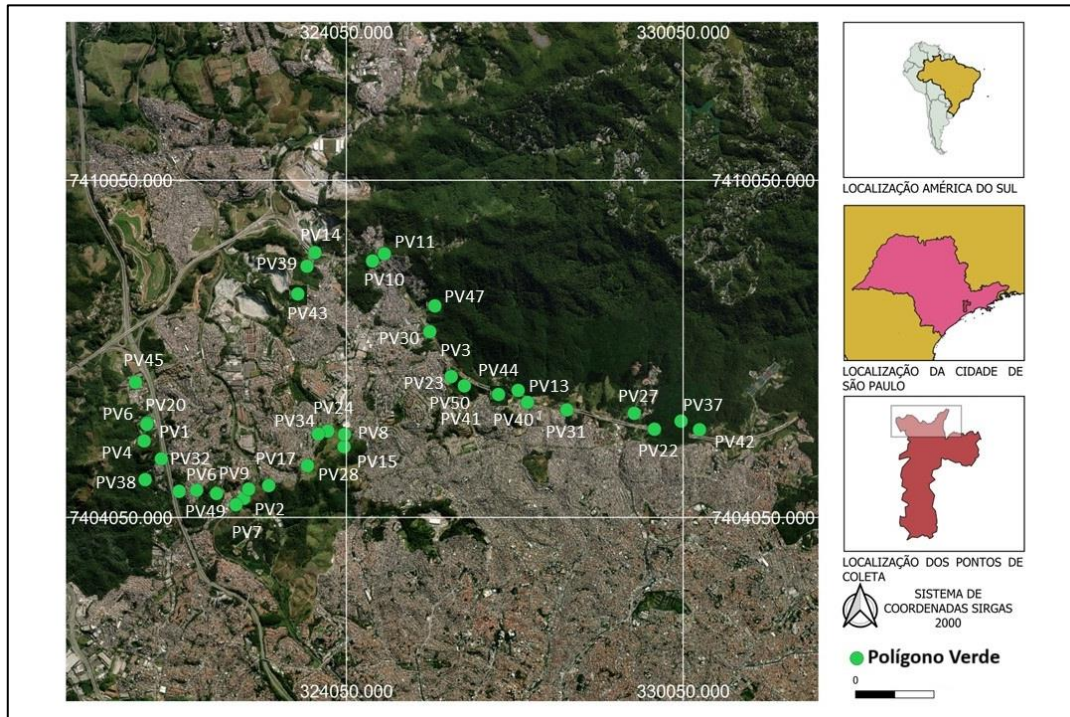 324050.000
330050.000
7410050.000
7410050.000
PV14
PV11
PV39
PV10
PV43
PV47
PV30
PV3
PV45
PV44
PV23
PV13
PV50
PV27
PV6
PV20
PV41
PV37
PV24
PV40
PV34
PV31
PV4
PV1
PV8
PV22
PV42
PV32
PV17
PV15
PV38
PV6
PV9
PV28
PV49
PV2
PV7
7404050.000
7404050.000
324050.000
330050.000
LOCALIZAÇÃO AMÉRICA DO SUL
LOCALIZAÇÃO DA CIDADE DE
SÃO PAULO
LOCALIZAÇÃO DOS PONTOS DE
COLETA
SISTEMA DE
COORDENADAS SIRGAS
2000
Polígono Verde
0